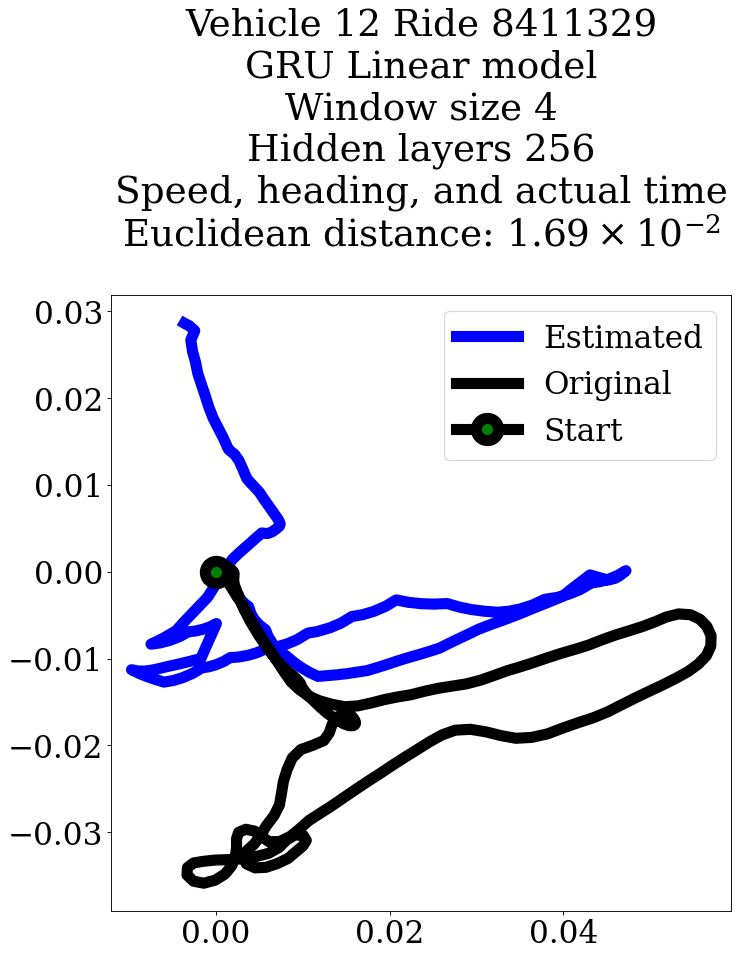 Vehicle 12 Ride 8411329
GRU Linear model
Window size 4
Hidden layers 256
Speed, heading, and actual time
Euclidean distance: 1.69 × 10⁻²
Estimated
Original
Start
0.03
0.02
0.01
0.00
−0.01
−0.02
−0.03
0.00 0.02 0.04